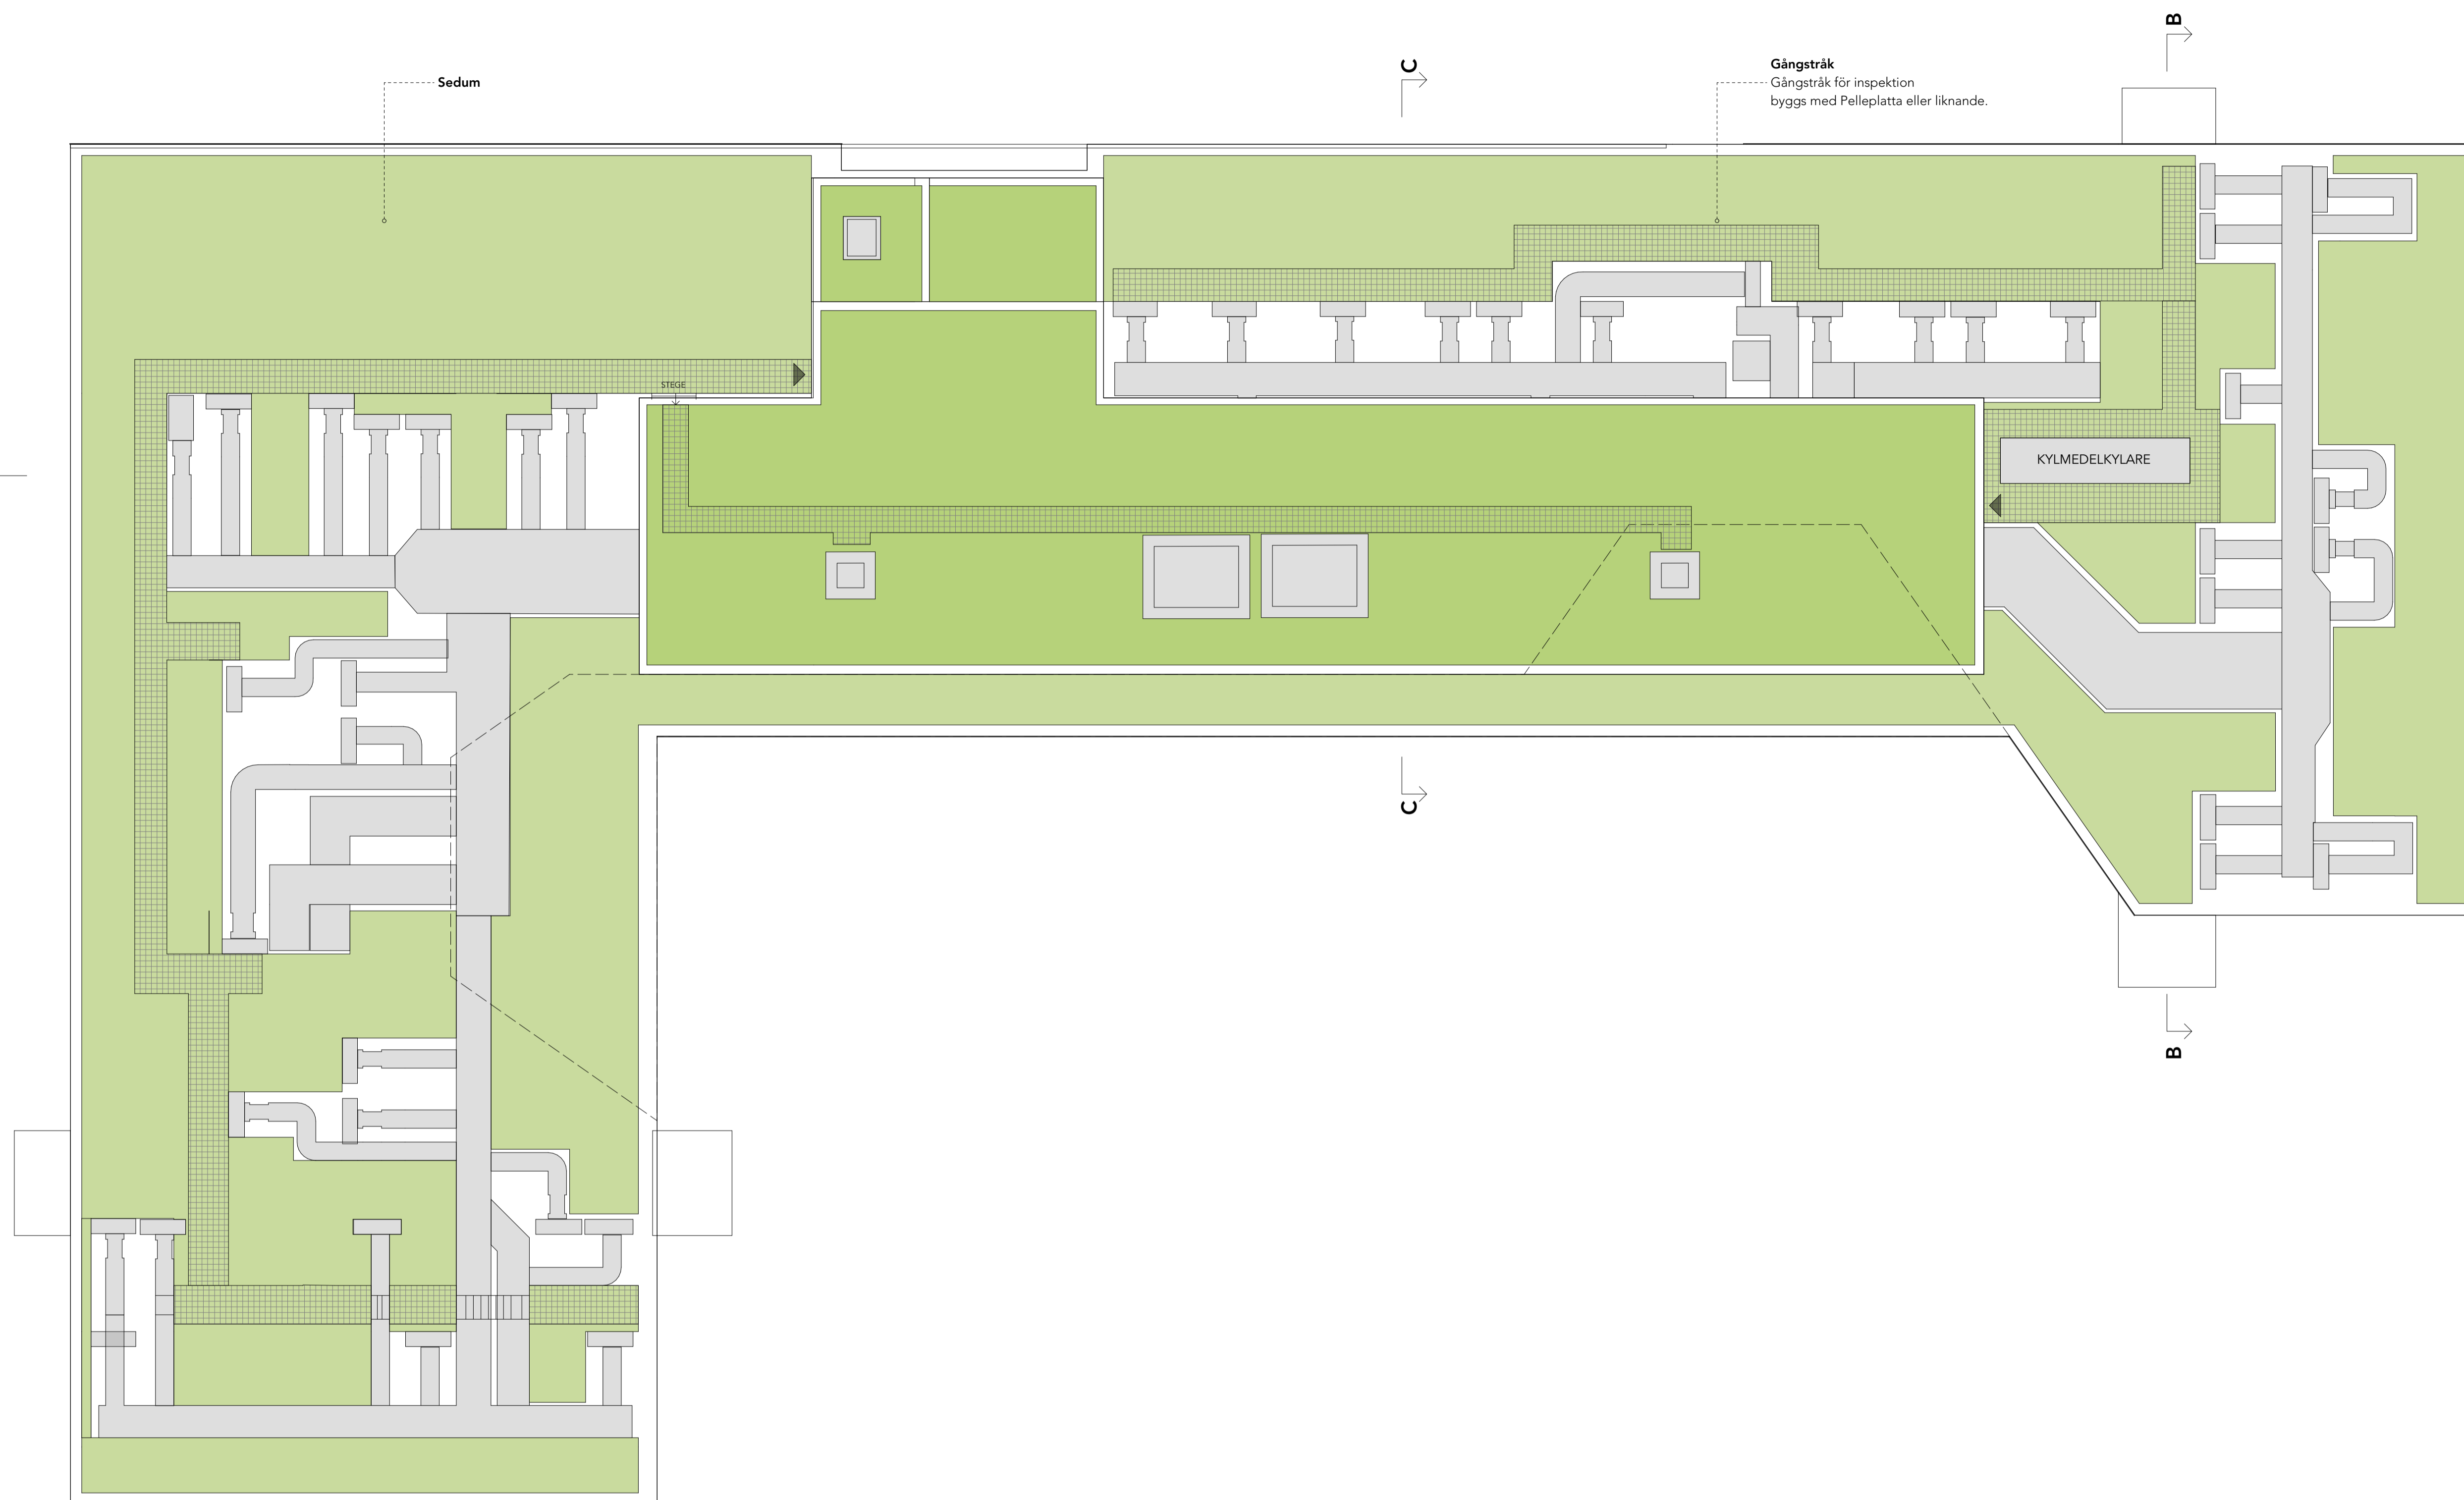 B
C
Gångstråk
Sedum
Gångstråk för inspektion
byggs med Pelleplatta eller liknande.
STEGE
KYLMEDELKYLARE
C
B